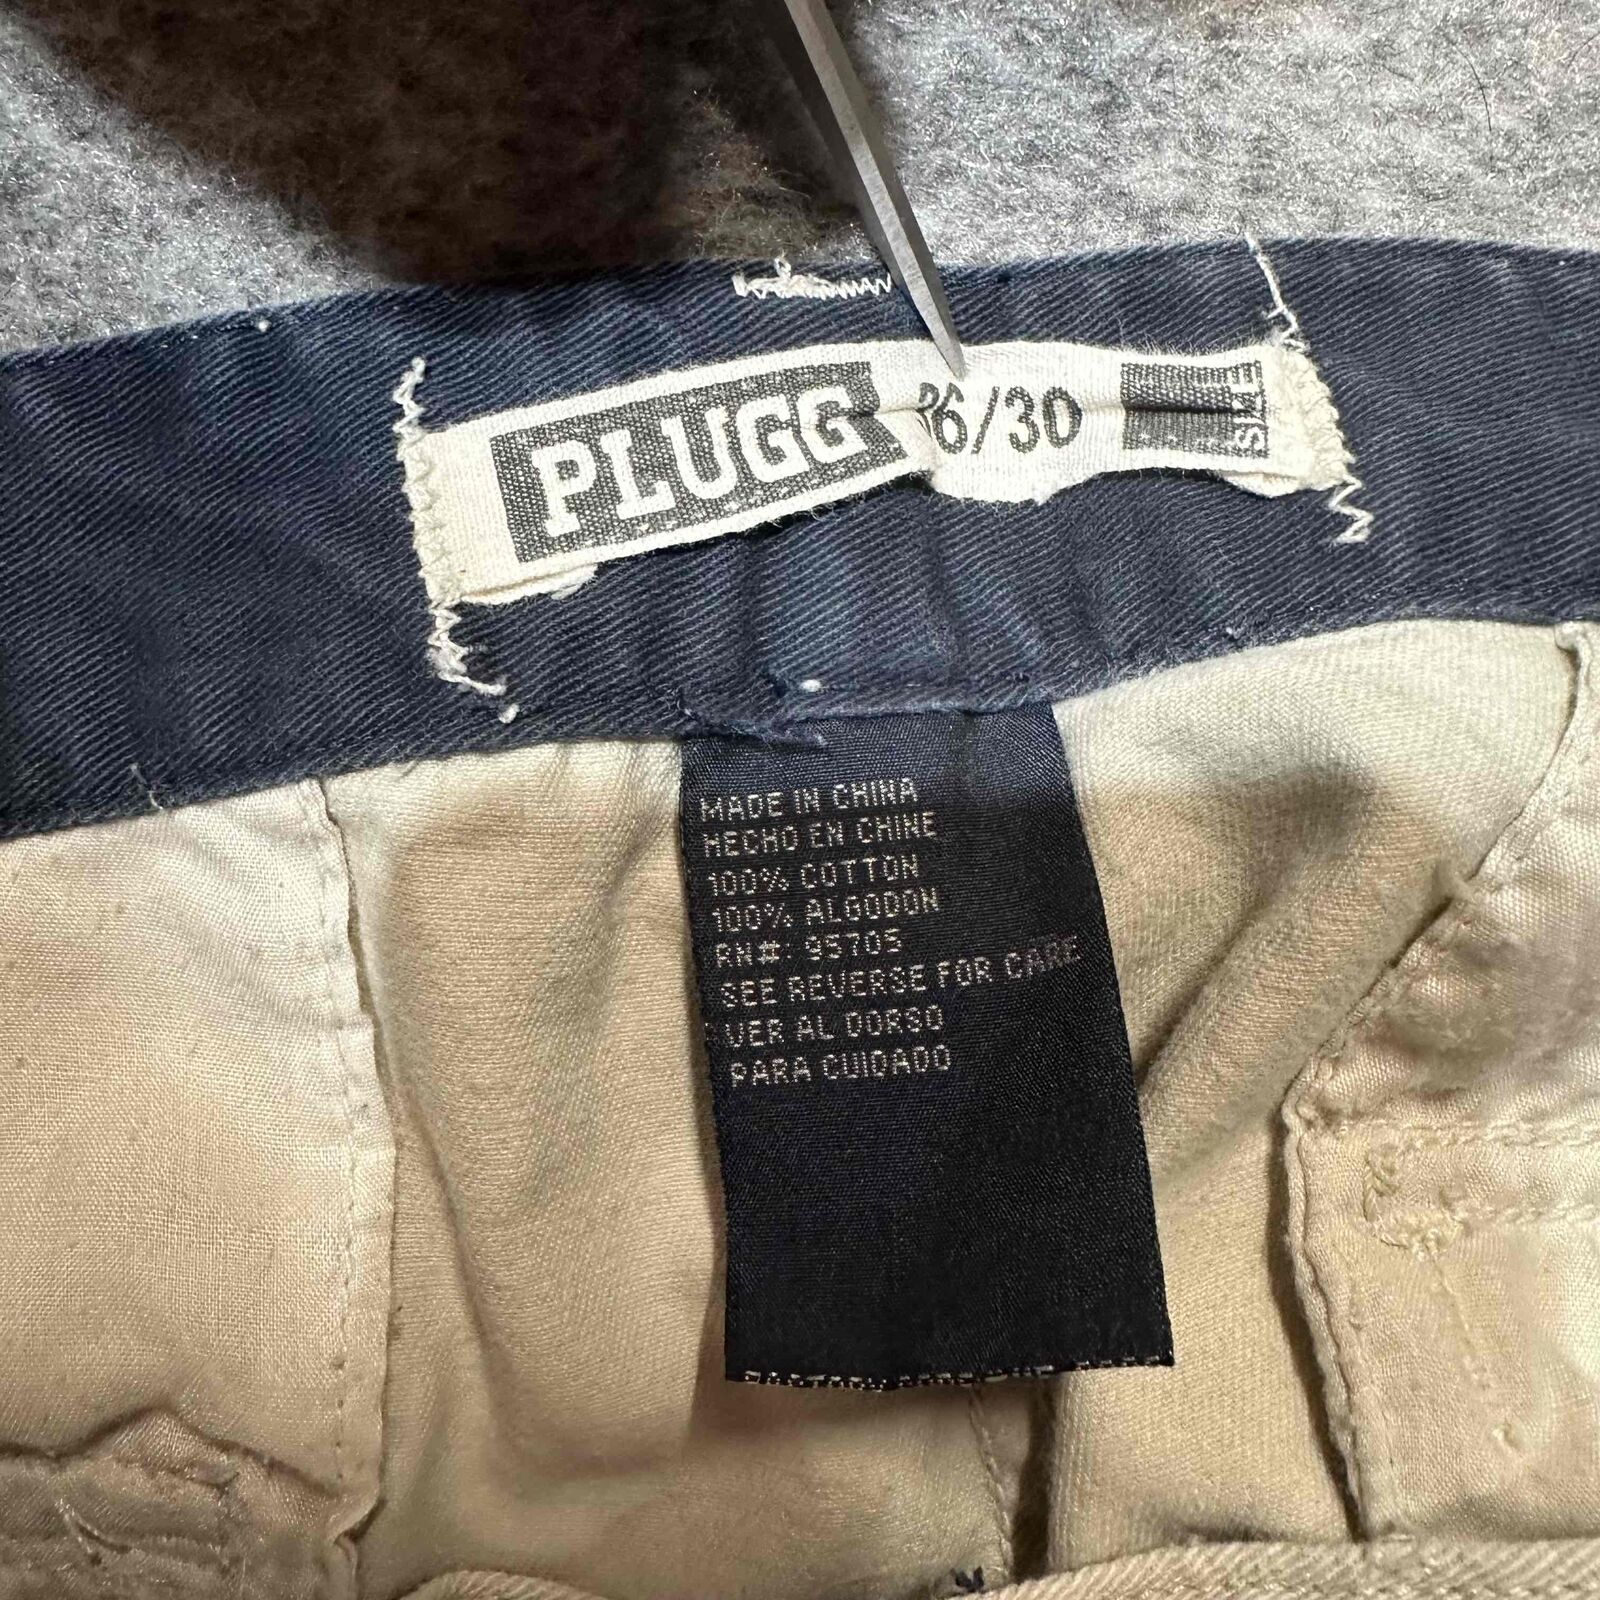 PLUGG 36/30 SIZE
MADE IN CHINA
HECHO EN CHINE
100% COTTON
100% ALGODON
RN#: 95705
SEE REVERSE FOR CARE
VER AL DORSO
PARA CUIDADO